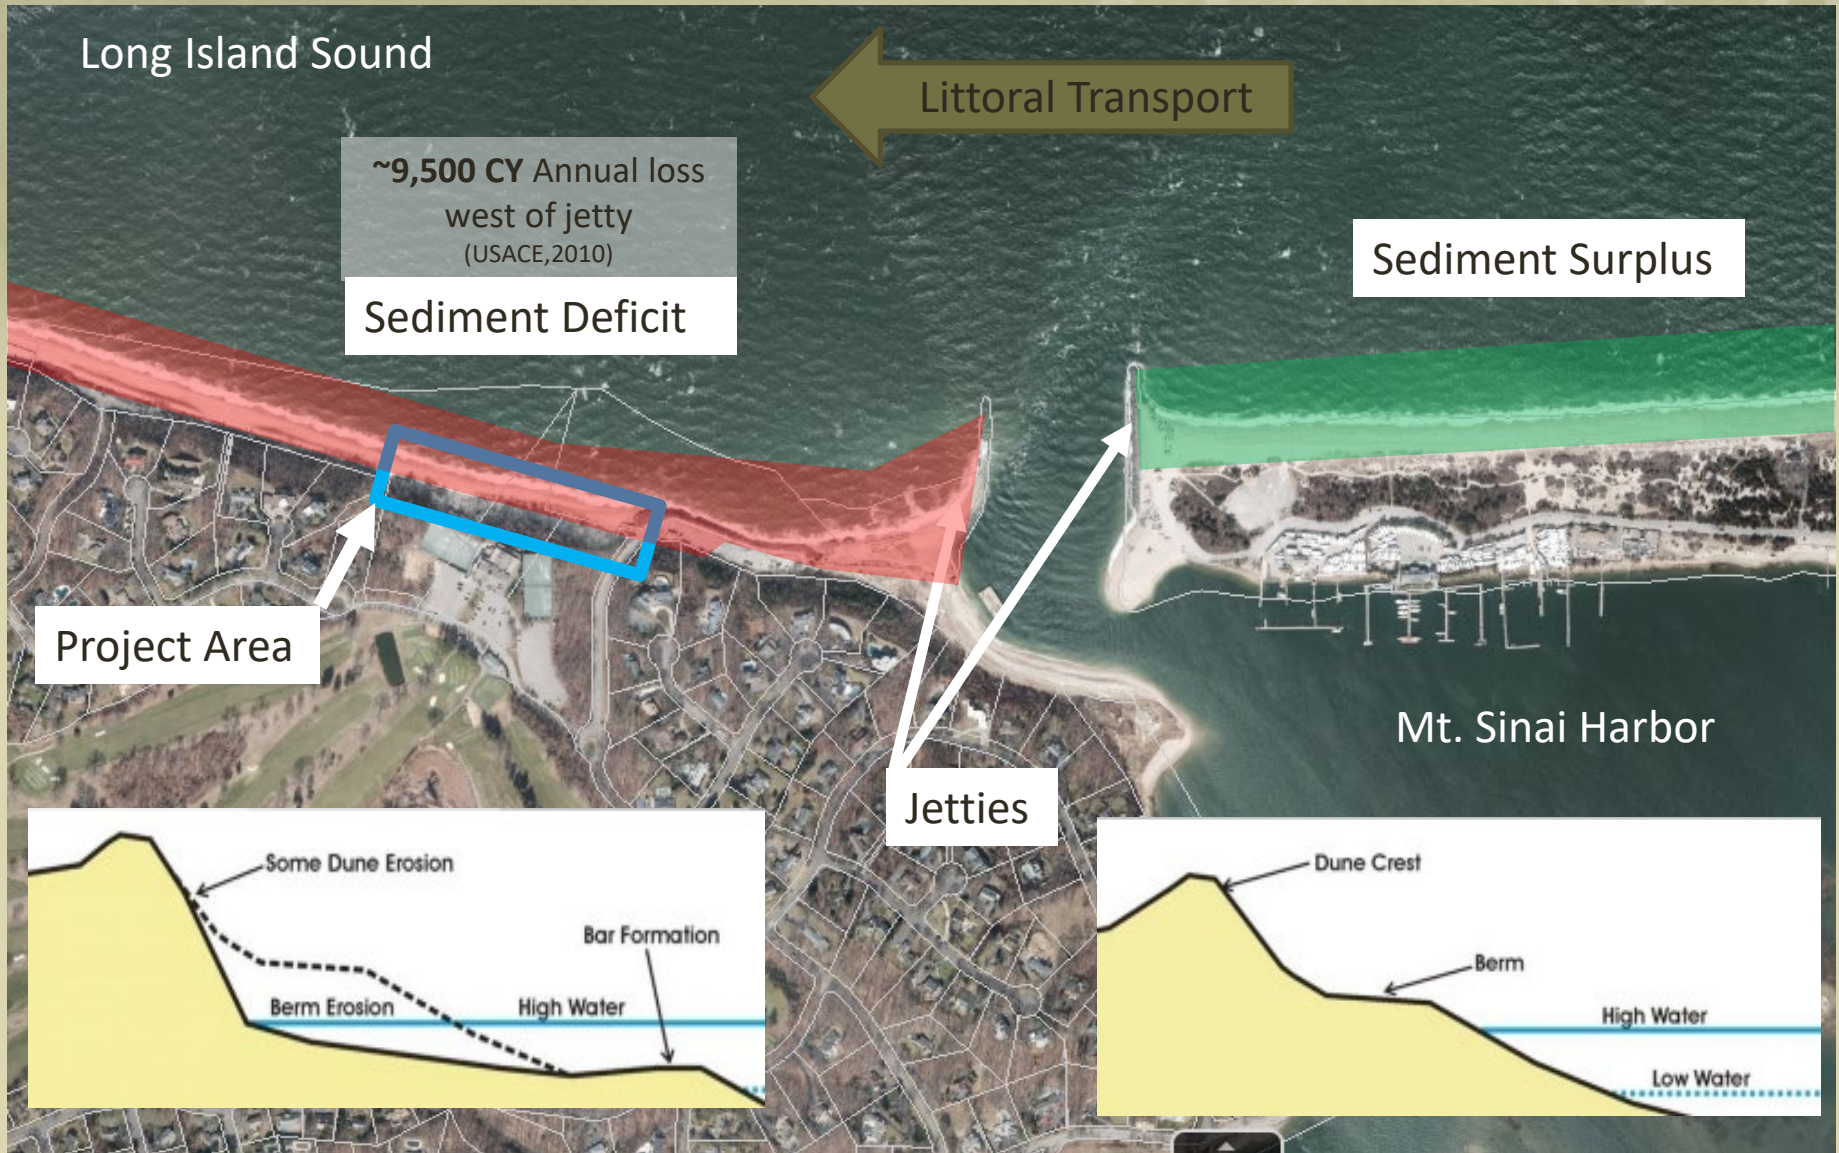 Long Island Sound
Littoral Transport
~9,500 CY Annual loss
west of jetty
(USACE,2010)
Sediment Deficit
Sediment Surplus
Project Area
Mt. Sinai Harbor
Jetties
Some Dune Erosion
Bar Formation
Berm Erosion
High Water
Dune Crest
Berm
High Water
Low Water